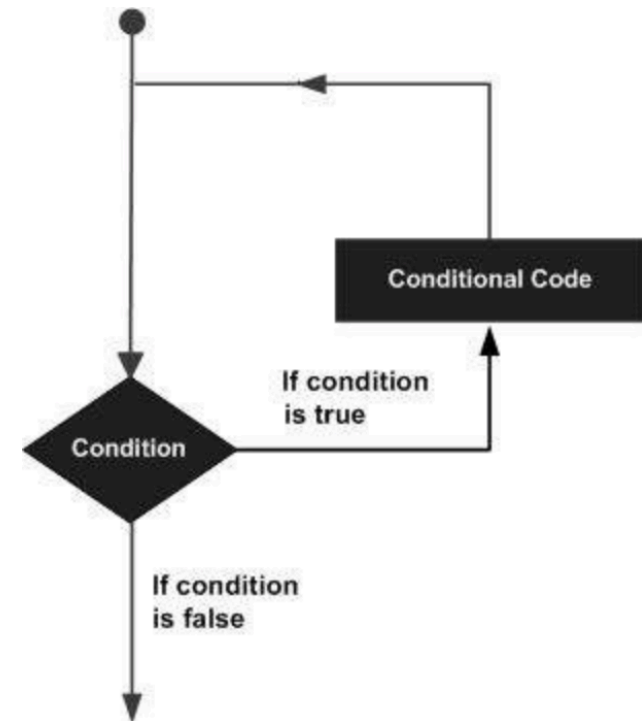 Conditional Code
If condition
is true
Condition
If condition
is false